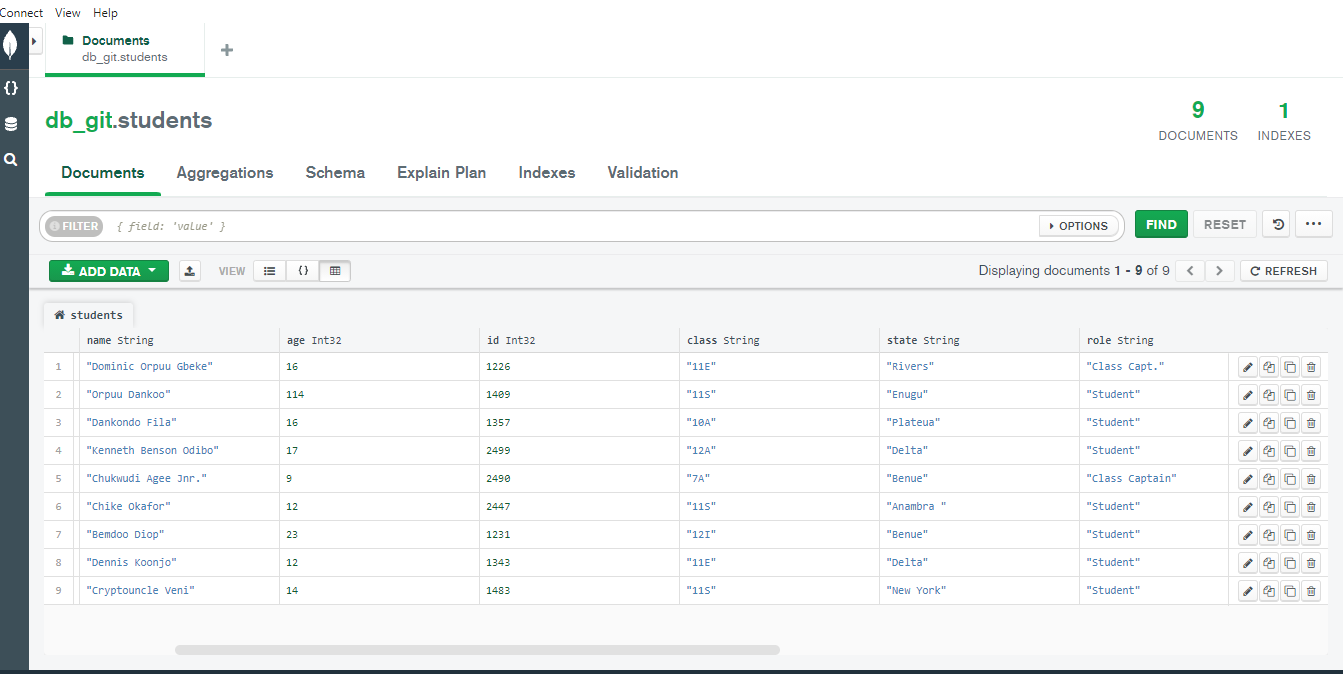 Connect View Help
Documents
db_git.students
+
db_git.students
9
DOCUMENTS
1
INDEXES
Documents Aggregations Schema Explain Plan Indexes Validation
FILTER { field: 'value' } OPTIONS FIND RESET ...
ADD DATA VIEW {} Displaying documents 1 - 9 of 9 < > REFRESH
students
name String age Int32 id Int32 class String state String role String
1 "Dominic Orpuu Gbeke" 16 1226 "11E" "Rivers" "Class Capt."
2 "Orpuu Dankoo" 114 1409 "11S" "Enugu" "Student"
3 "Dankondo Fila" 16 1357 "10A" "Plateua" "Student"
4 "Kenneth Benson Odibo" 17 2499 "12A" "Delta" "Student"
5 "Chukwudi Agee Jnr." 9 2490 "7A" "Benue" "Class Captain"
6 "Chike Okafor" 12 2447 "11S" "Anambra " "Student"
7 "Bemdoo Diop" 23 1231 "12I" "Benue" "Student"
8 "Dennis Koonjo" 12 1343 "11E" "Delta" "Student"
9 "Cryptouncle Veni" 14 1483 "11S" "New York" "Student"